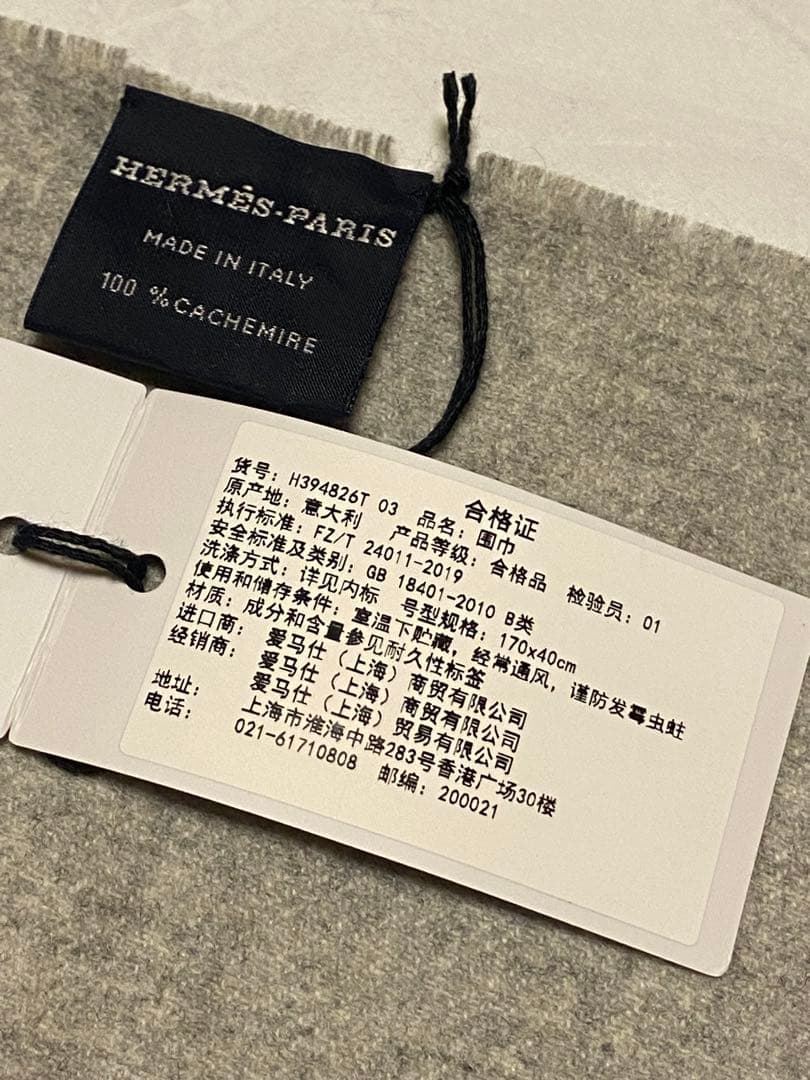 HERMÈS-PARIS
MADE IN ITALY
100 %CACHEMIRE
合格证
货号: H394826T 03 品名: 围巾
原产地: 意大利 产品等级: 合格品 检验员: 01
执行标准: FZ/T 24011-2019
安全标准及类别: GB 18401-2010 B类
洗涤方式: 详见内标 号型规格: 170x40cm
使用和储存条件: 室温下贮藏, 经常通风, 谨防发霉虫蛀
材质: 成分和含量参见耐久性标签
进口商: 爱马仕 (上海) 商贸有限公司
经销商: 爱马仕 (上海) 商贸有限公司
爱马仕 (上海) 贸易有限公司
地址: 上海市淮海中路283号香港广场30楼
电话: 021-61710808 邮编: 200021